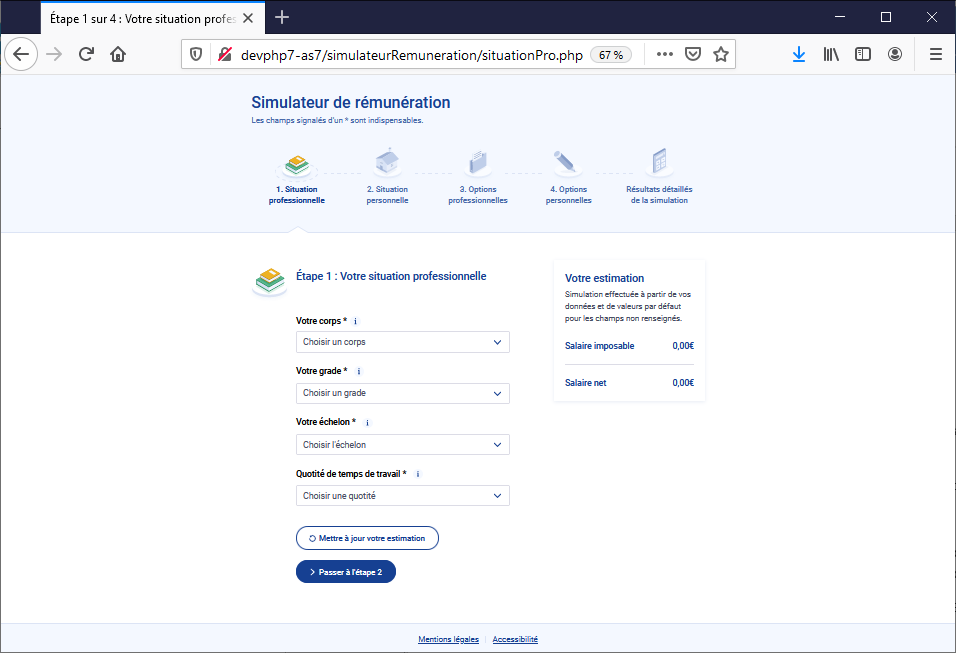 Étape 1 sur 4 : Votre situation profes
devphp7-as7/simulateurRemuneration/situationPro.php
67 %
Simulateur de rémunération
Les champs signalés d'un * sont indispensables.
1. Situation
professionnelle
2. Situation
personnelle
3. Options
professionnelles
4. Options
personnelles
Résultats détaillés
de la simulation
Étape 1 : Votre situation professionnelle
Votre corps * i
Choisir un corps
Votre grade * i
Choisir un grade
Votre échelon * i
Choisir l'échelon
Quotité de temps de travail * i
Choisir une quotité
Mettre à jour votre estimation
Passer à l'étape 2
Votre estimation
Simulation effectuée à partir de vos
données et de valeurs par défaut
pour les champs non renseignés.
Salaire imposable 0,00€
Salaire net 0,00€
Mentions légales
Accessibilité